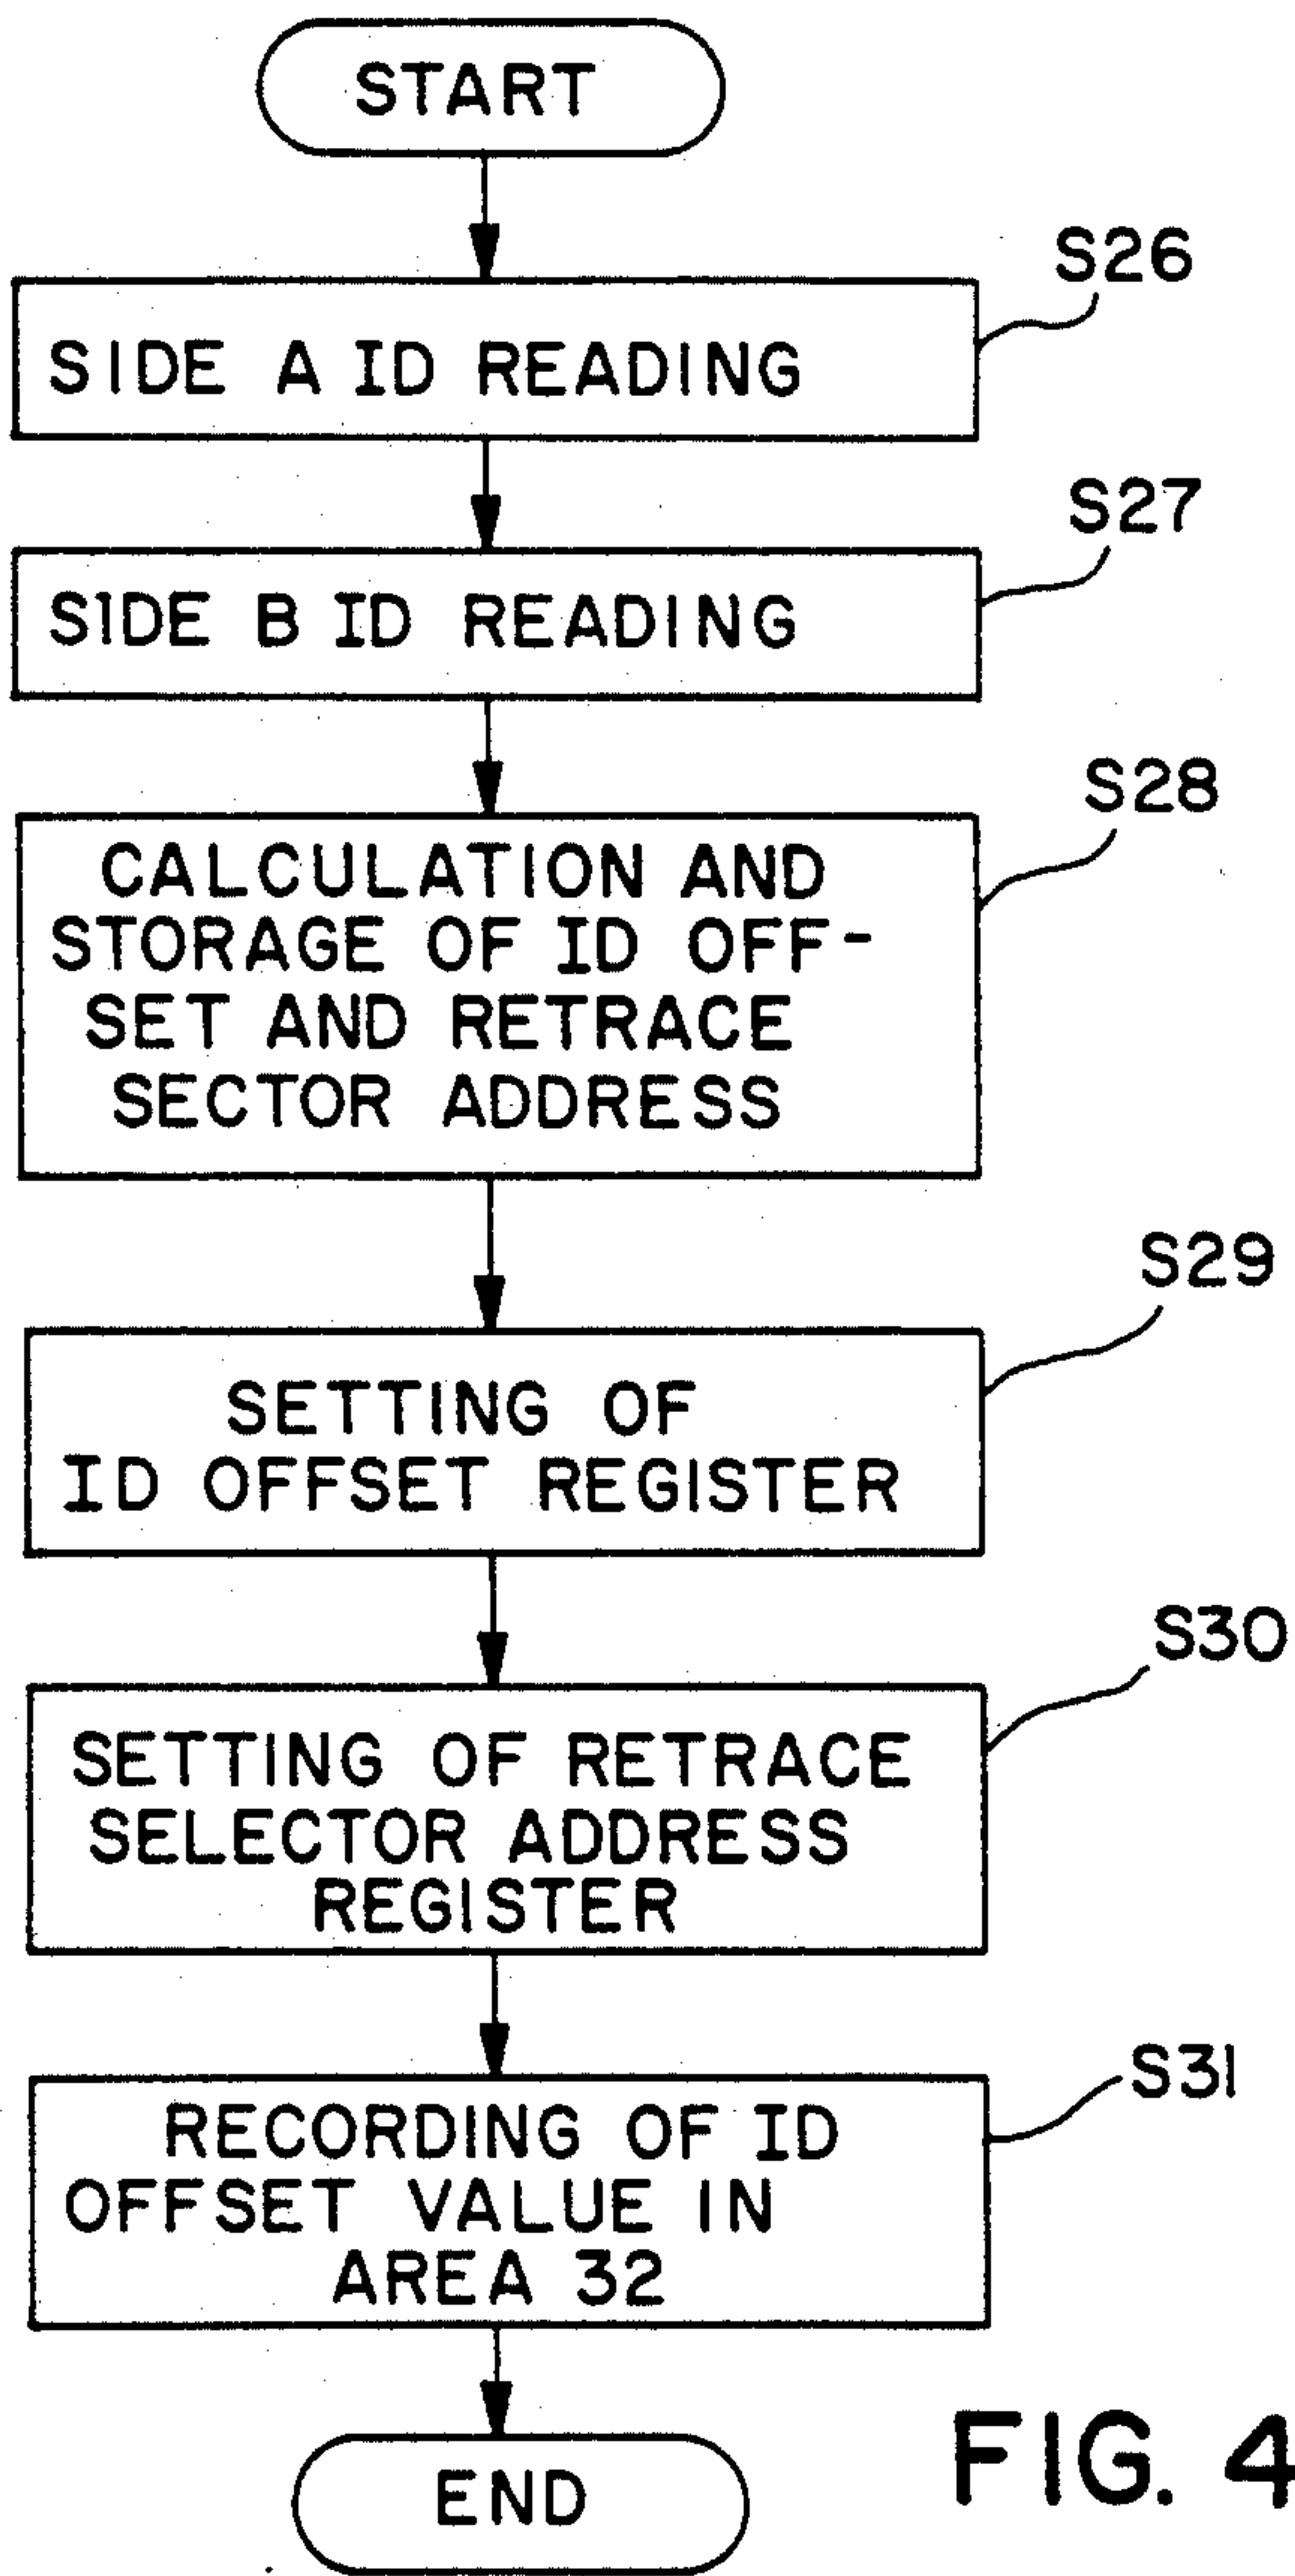 START
S26
SIDE A ID READING
S27
SIDE B ID READING
S28
CALCULATION AND
STORAGE OF ID OFF-
SET AND RETRACE
SECTOR ADDRESS
S29
SETTING OF
ID OFFSET REGISTER
S30
SETTING OF RETRACE
SELECTOR ADDRESS
REGISTER
S31
RECORDING OF ID
OFFSET VALUE IN
AREA 32
END
FIG. 4